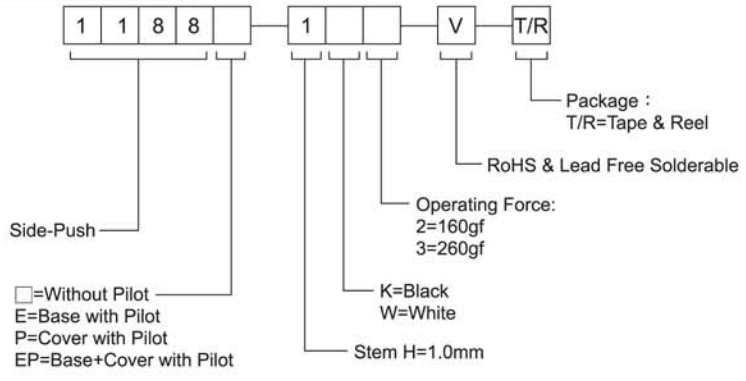 1 1 8 8 □ — 1 □ □ — V — T/R
Package：
T/R=Tape & Reel
RoHS & Lead Free Solderable
Operating Force:
2=160gf
3=260gf
Side-Push
□=Without Pilot
E=Base with Pilot
P=Cover with Pilot
EP=Base+Cover with Pilot
K=Black
W=White
Stem H=1.0mm